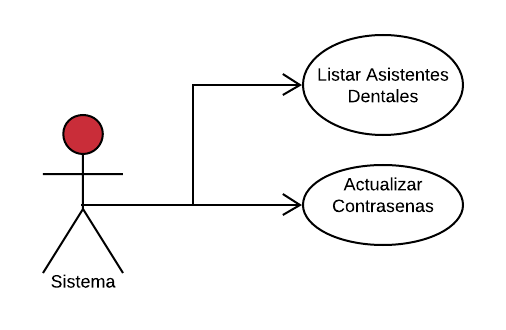 Listar Asistentes
Dentales
Actualizar
Contrasenas
Sistema